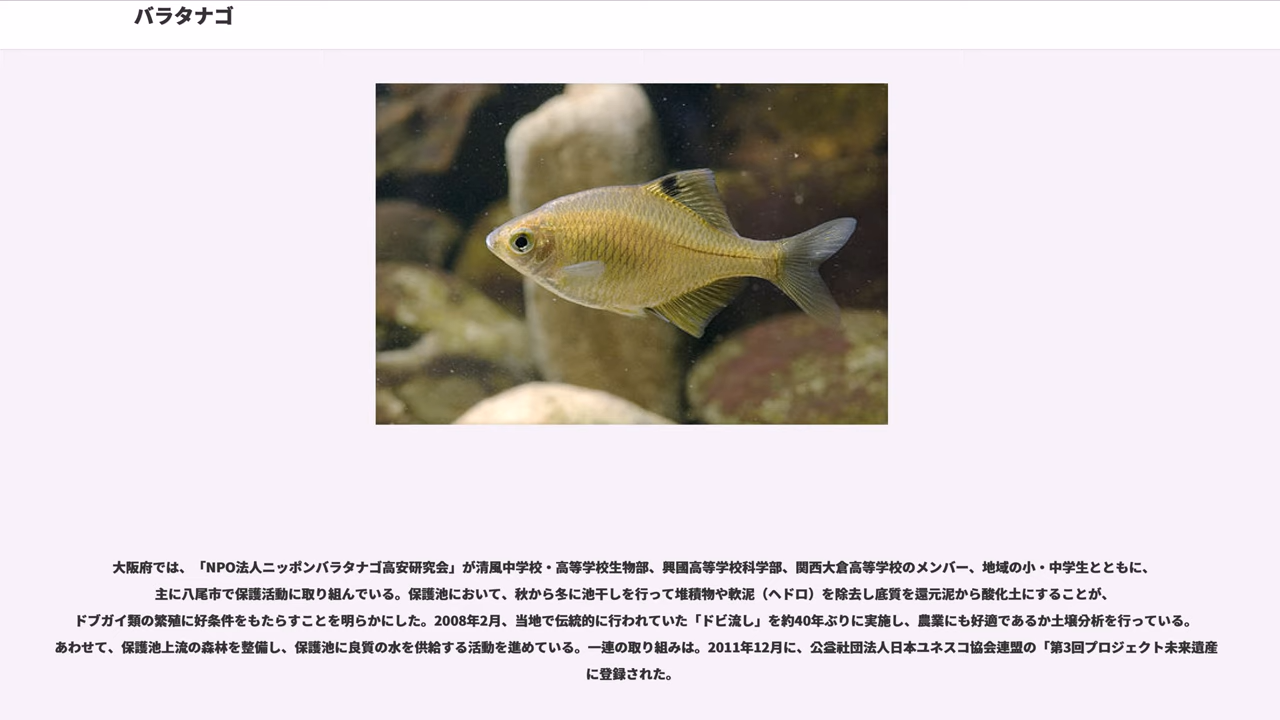 バラタナゴ
大阪府では、「NPO法人ニッポンバラタナゴ高安研究会」が清風中学校・高等学校生物部、興國高等学校科学部、関西大倉高等学校のメンバー、地域の小・中学生とともに、
主に八尾市で保護活動に取り組んでいる。保護池において、秋から冬に池干しを行って堆積物や軟泥（ヘドロ）を除去し底質を還元泥から酸化土にすることが、
ドブガイ類の繁殖に好条件をもたらすことを明らかにした。2008年2月、当地で伝統的に行われていた「ドビ流し」を約40年ぶりに実施し、農業にも好適であるか土壌分析を行っている。
あわせて、保護池上流の森林を整備し、保護池に良質の水を供給する活動を進めている。一連の取り組みは。2011年12月に、公益社団法人日本ユネスコ協会連盟の「第3回プロジェクト未来遺産
に登録された。